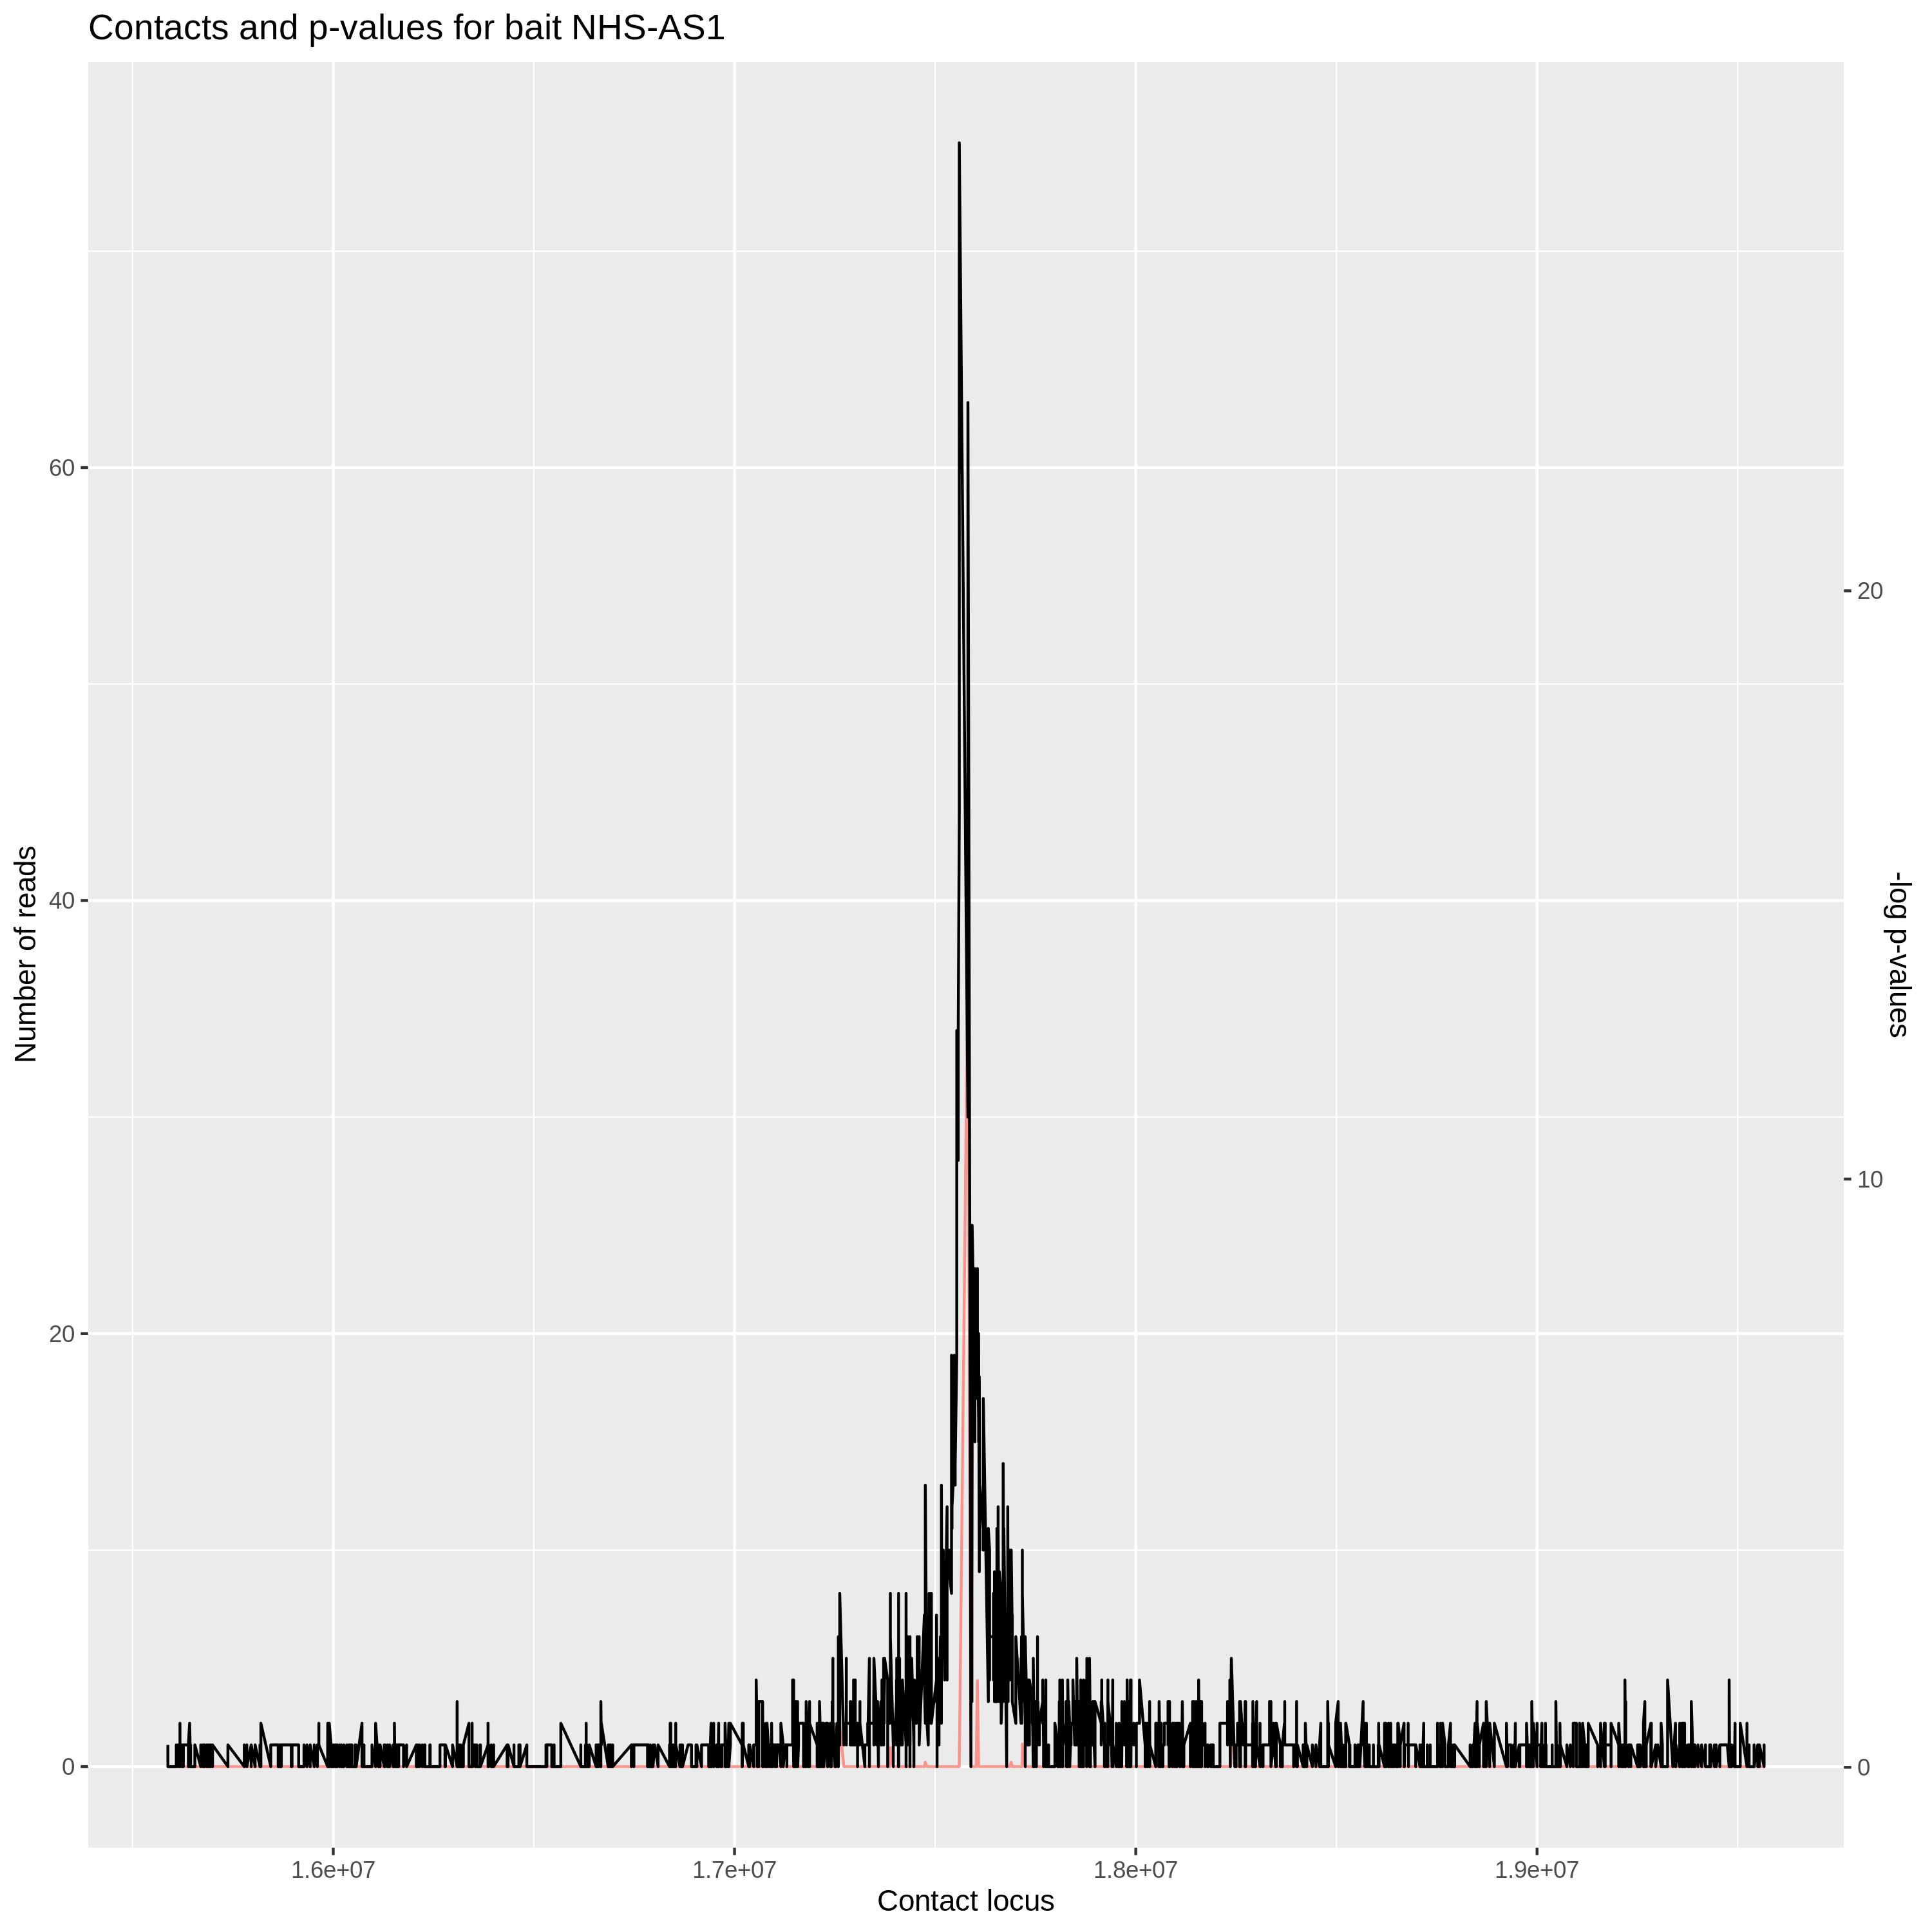 Contacts and p-values for bait NHS-AS1
Number of reads
60
40
20
0
20
10
0
-log p-values
1.6e+07 1.7e+07 1.8e+07 1.9e+07
Contact locus